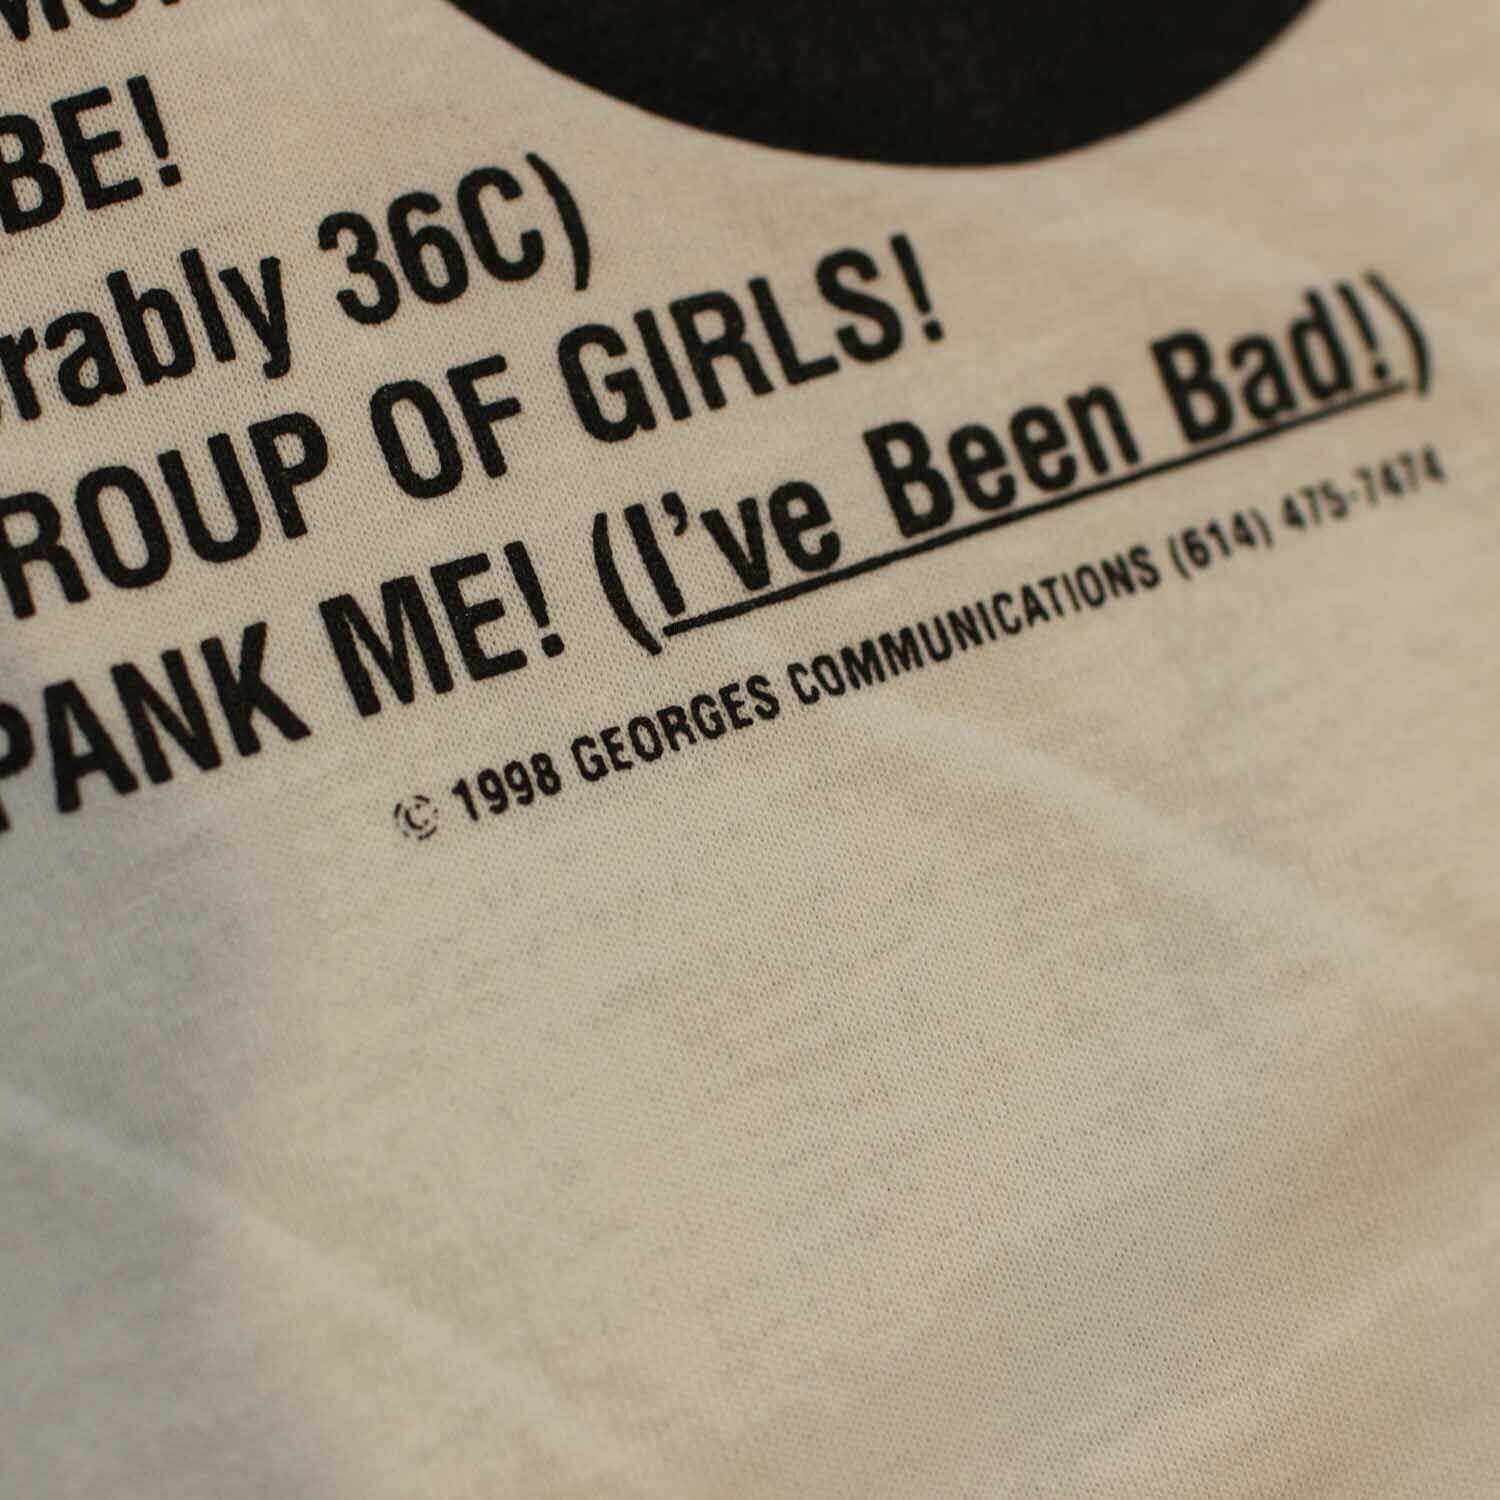 BE!
rably 36C)
ROUP OF GIRLS!
PANK ME! (I've Been Bad!)
© 1998 GEORGES COMMUNICATIONS (614) 475-7474